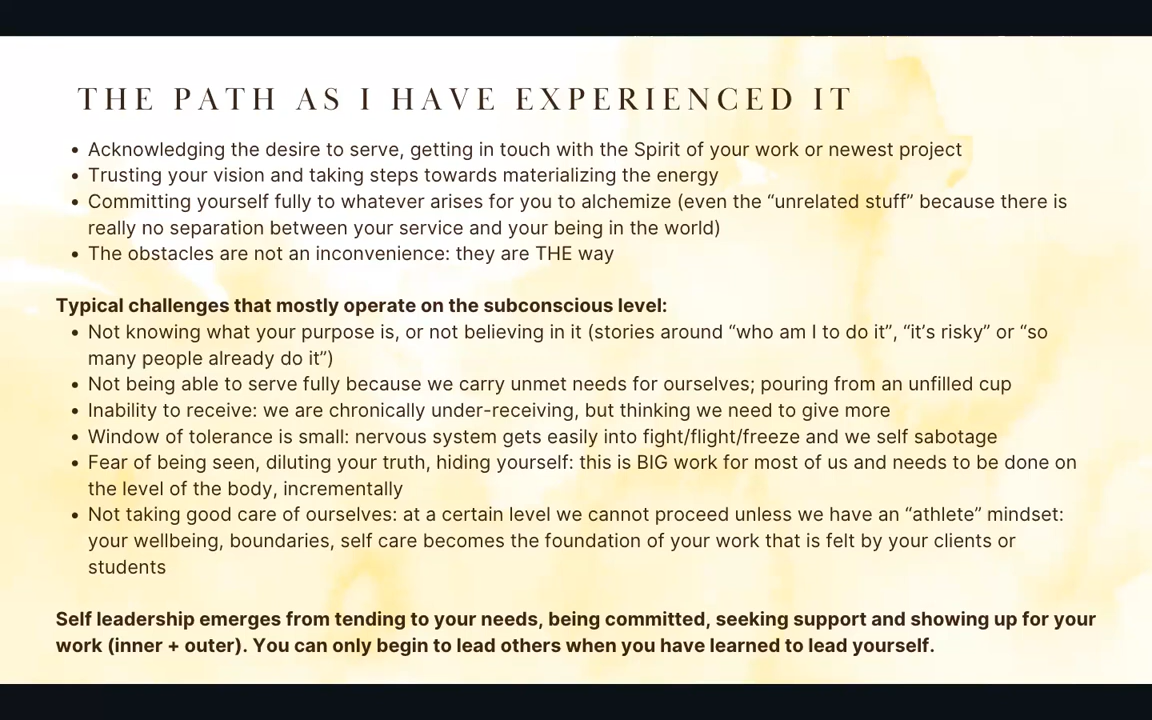 THE PATH AS I HAVE EXPERIENCED IT
• Acknowledging the desire to serve, getting in touch with the Spirit of your work or newest project
• Trusting your vision and taking steps towards materializing the energy
• Committing yourself fully to whatever arises for you to alchemize (even the “unrelated stuff” because there is
really no separation between your service and your being in the world)
• The obstacles are not an inconvenience: they are THE way
Typical challenges that mostly operate on the subconscious level:
• Not knowing what your purpose is, or not believing in it (stories around “who am I to do it”, “it’s risky” or “so
many people already do it”)
• Not being able to serve fully because we carry unmet needs for ourselves; pouring from an unfilled cup
• Inability to receive: we are chronically under-receiving, but thinking we need to give more
• Window of tolerance is small: nervous system gets easily into fight/flight/freeze and we self sabotage
• Fear of being seen, diluting your truth, hiding yourself: this is BIG work for most of us and needs to be done on
the level of the body, incrementally
• Not taking good care of ourselves: at a certain level we cannot proceed unless we have an “athlete” mindset:
your wellbeing, boundaries, self care becomes the foundation of your work that is felt by your clients or
students
Self leadership emerges from tending to your needs, being committed, seeking support and showing up for your
work (inner + outer). You can only begin to lead others when you have learned to lead yourself.